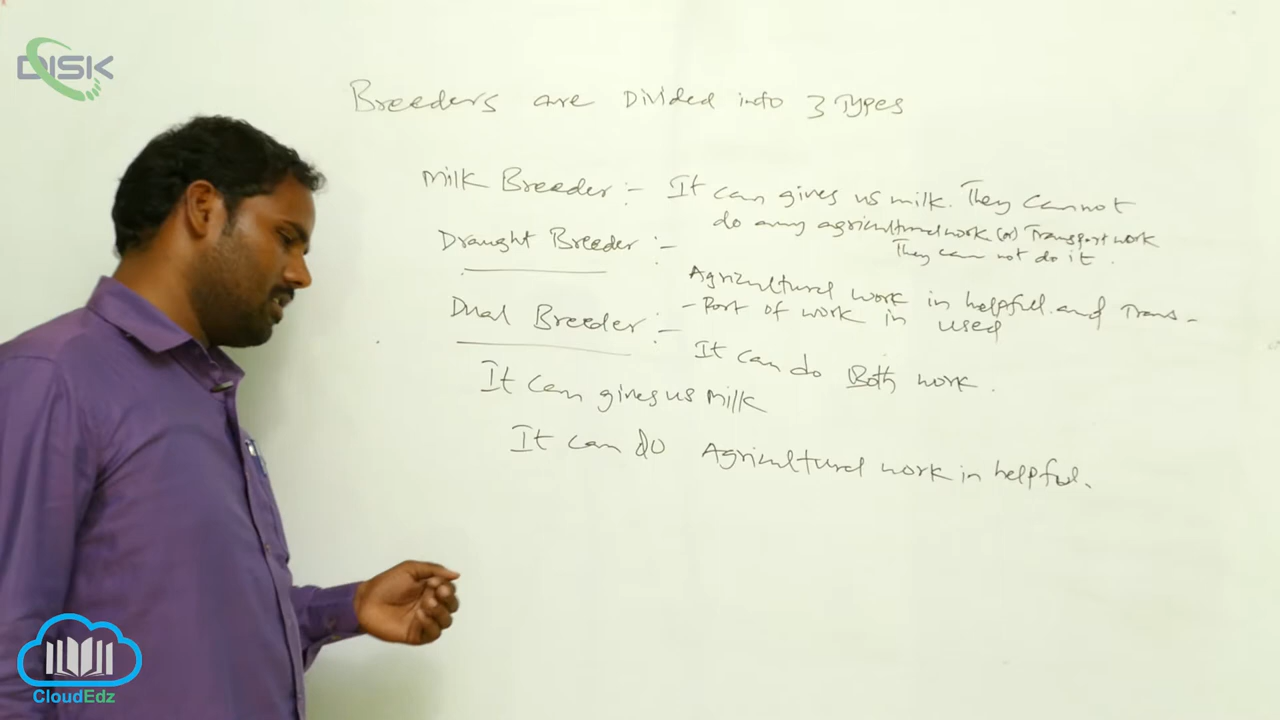 DISK
Breeders are Divided into 3 Types
Milk Breeder :- It can gives us milk. They cannot
do any agricultural work (or) Transport work
They can not do it.
Draught Breeder :-
Agricultural work in helpfull and Trans-
-Port of work in used
Dual Breeder :-
It can do Both work.
It can gives us Milk
It can do Agricultural work in helpful.
CloudEdz